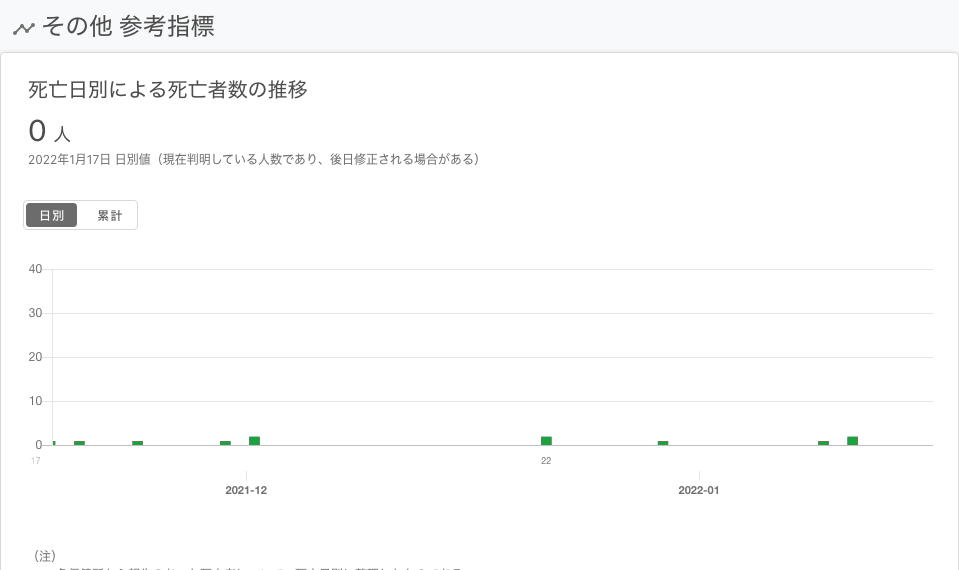 その他 参考指標
死亡日別による死亡者数の推移
0 人
2022年1月17日 日別値（現在判明している人数であり、後日修正される場合がある）
日別 累計
40
30
20
10
0
17 22
2021-12 2022-01
（注）